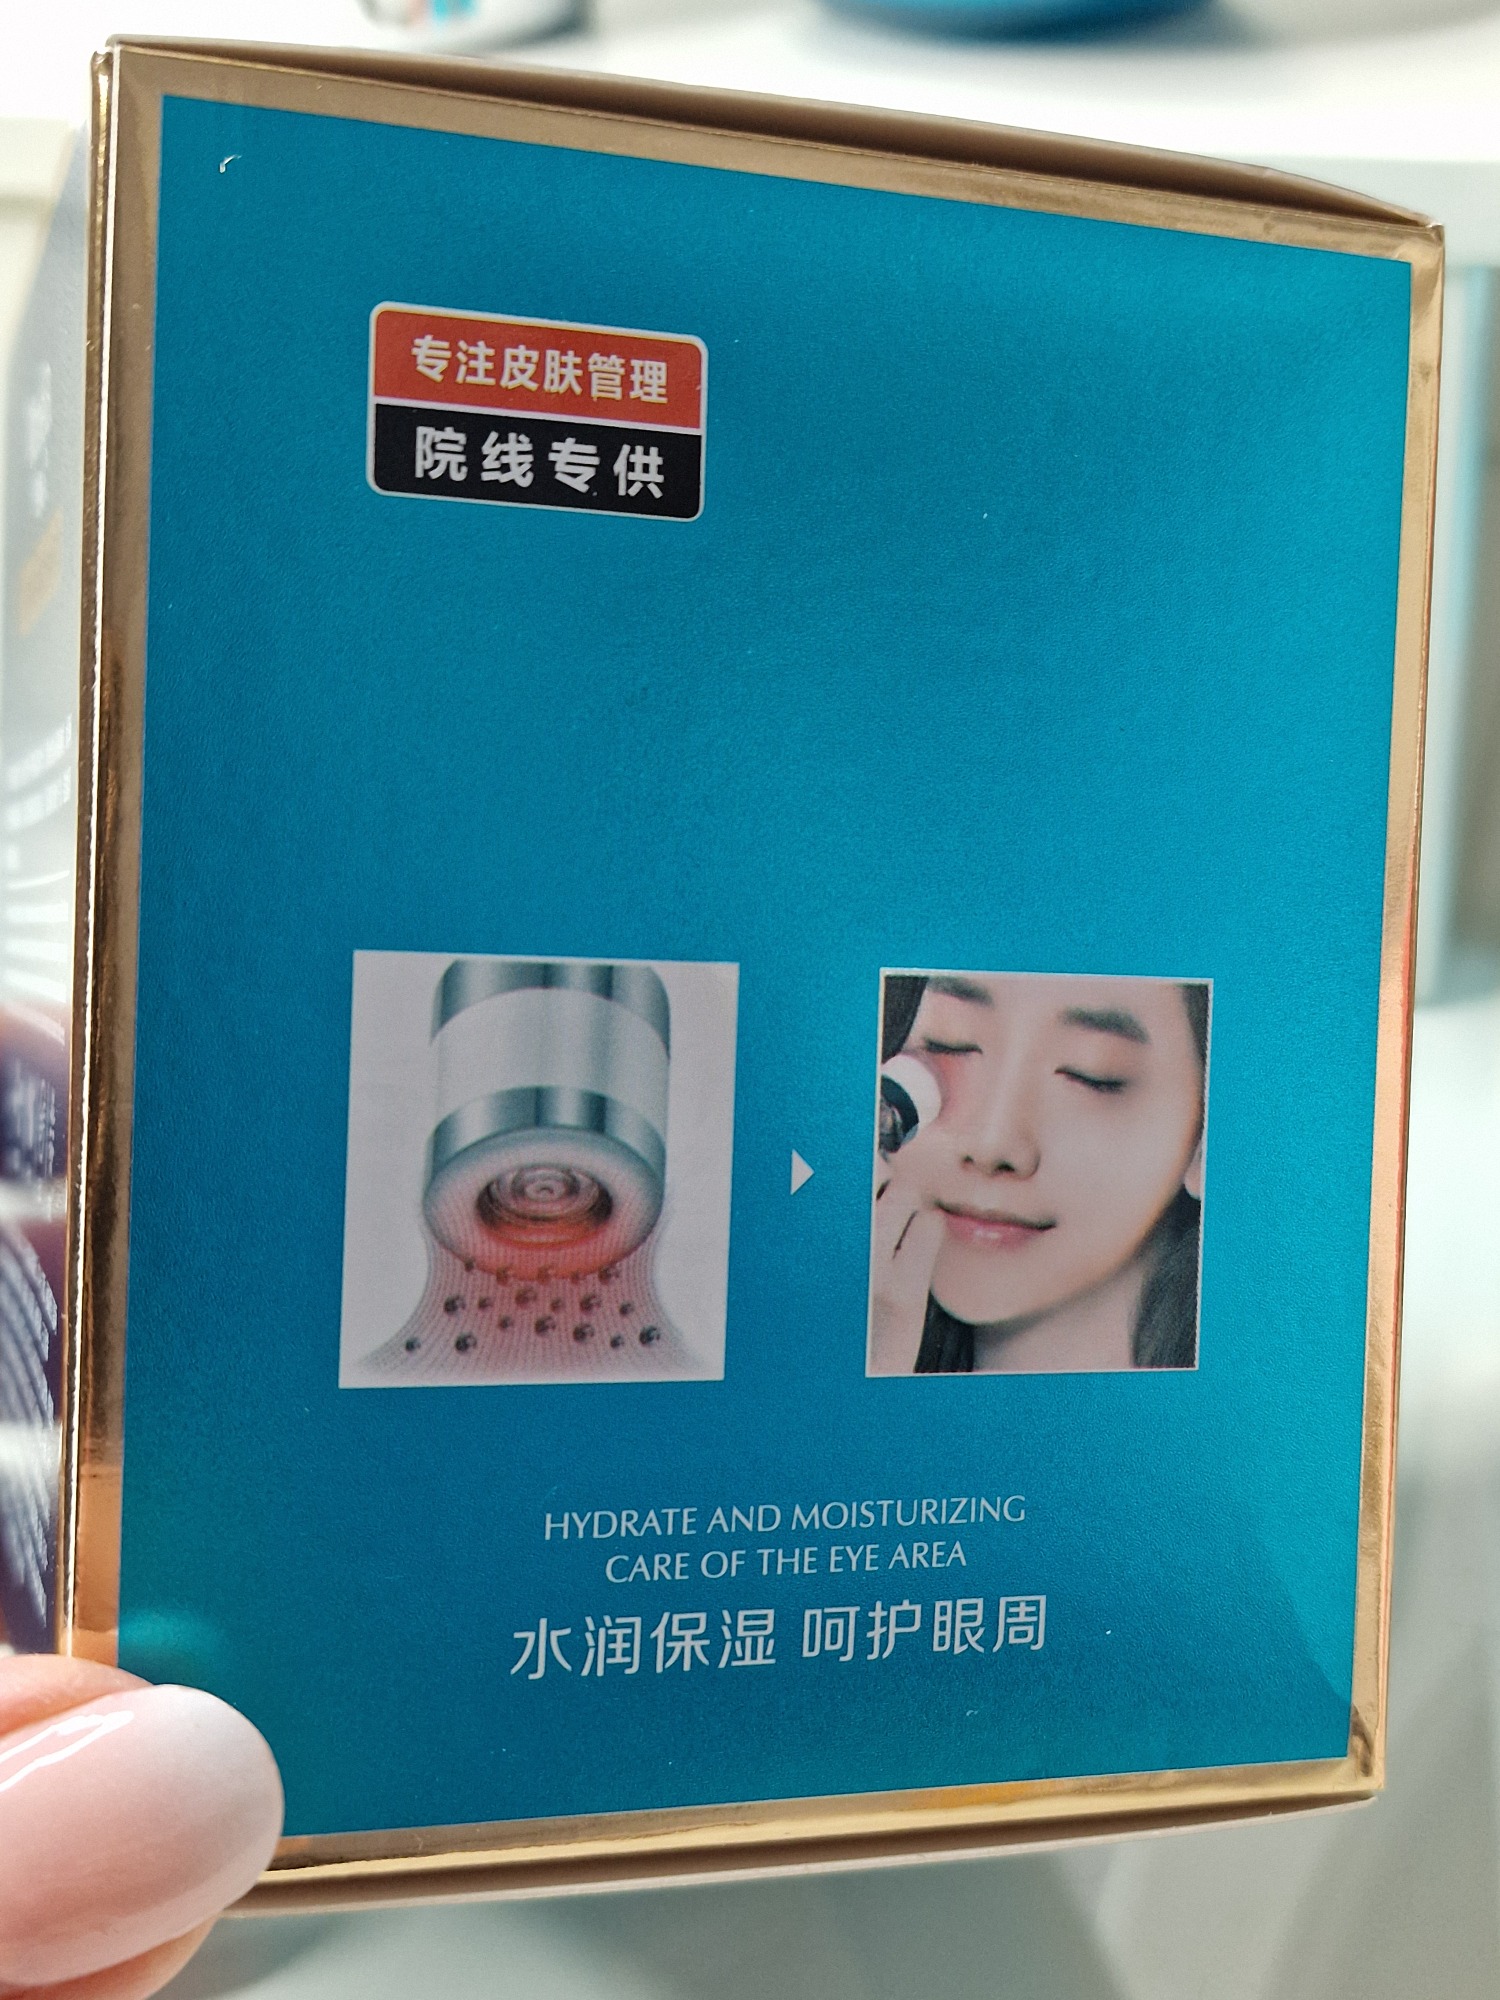 专注皮肤管理
院线专供
HYDRATE AND MOISTURIZING
CARE OF THE EYE AREA
水润保湿 呵护眼周